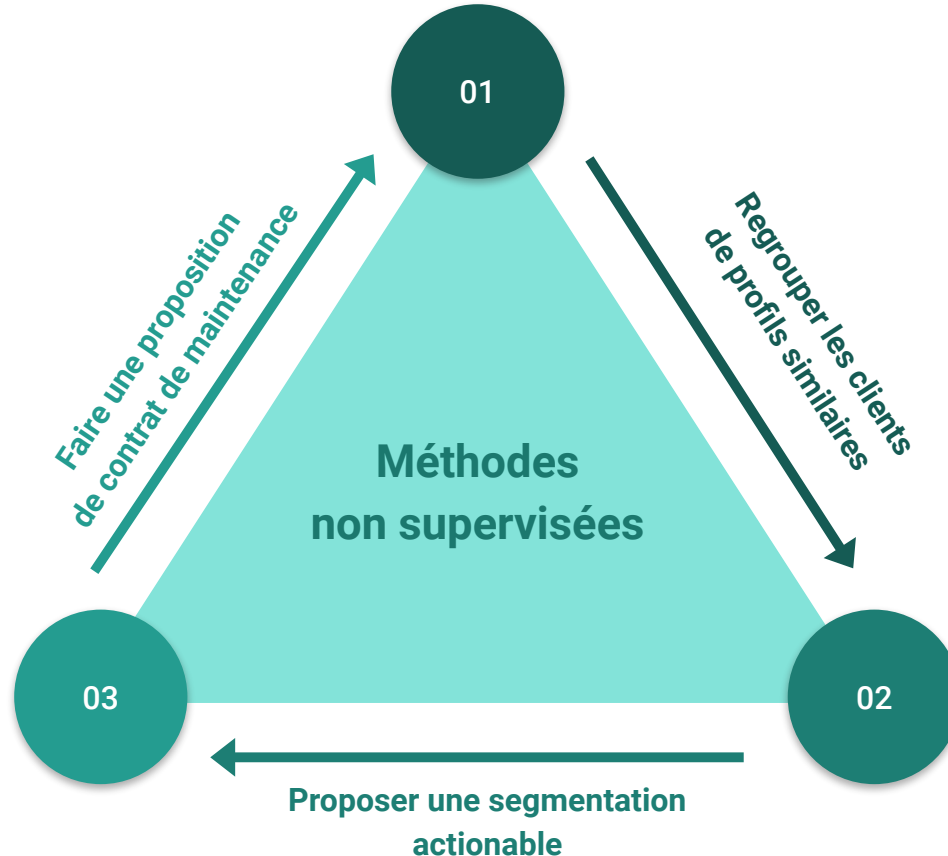 01
Regrouper les clients
de profils similaires
Faire une proposition
de contrat de maintenance
Méthodes
non supervisées
03
02
Proposer une segmentation
actionable